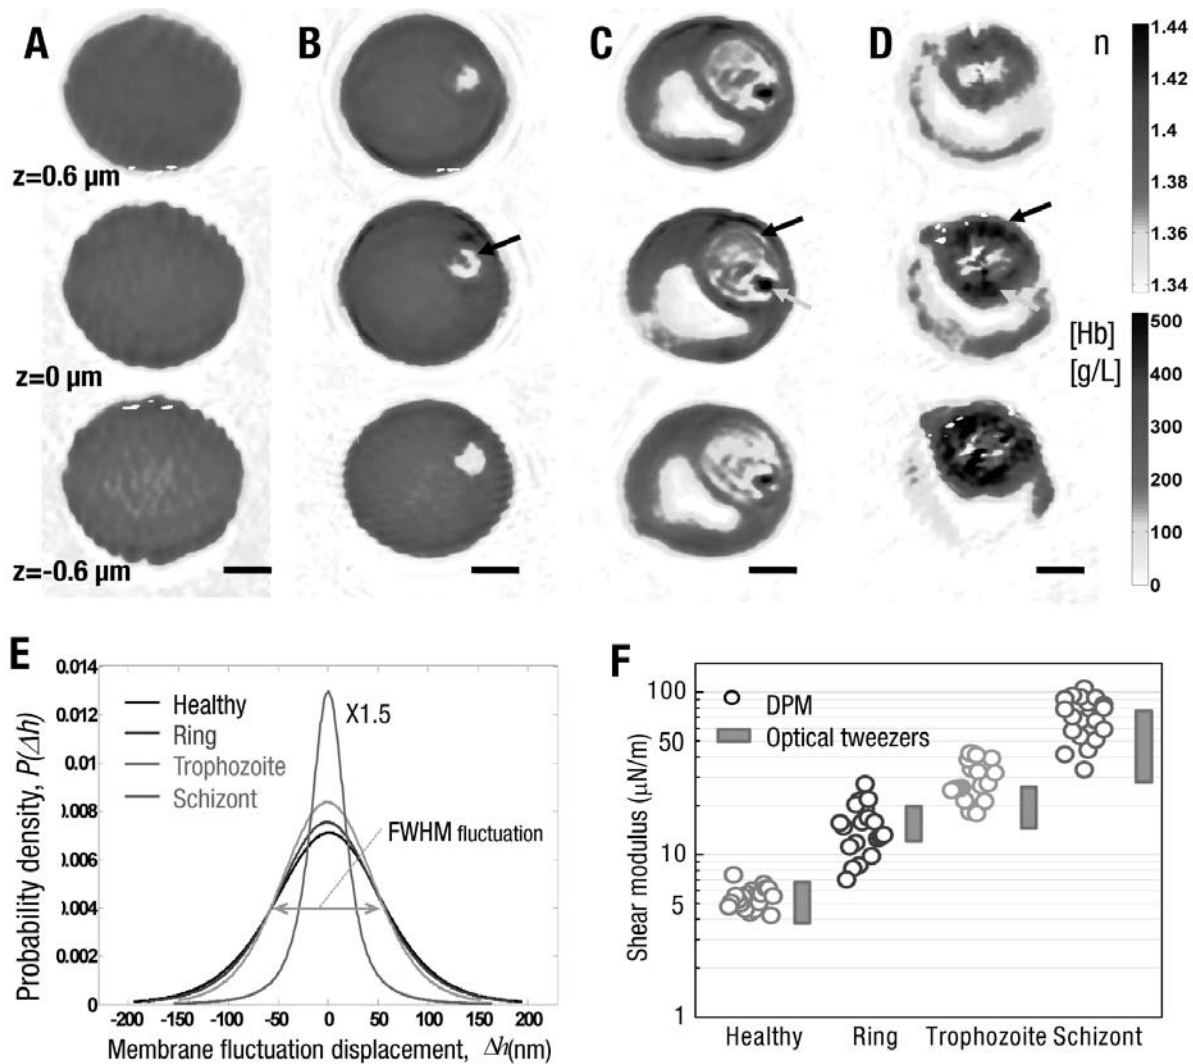 A
B
C
D
n
1.44
1.42
1.4
1.38
1.36
1.34
z=0.6 µm
z=0 µm
z=-0.6 µm
[Hb]
[g/L]
500
400
300
200
100
0
E
Probability density, P(Δh)
0.014
0.012
0.01
0.008
0.006
0.004
0.002
0
Healthy
Ring
Trophozoite
Schizont
X1.5
FWHM fluctuation
-200 -150 -100 -50 0 50 100 150 200
Membrane fluctuation displacement, Δh(nm)
F
Shear modulus (µN/m)
100
50
10
5
1
DPM
Optical tweezers
Healthy Ring Trophozoite Schizont